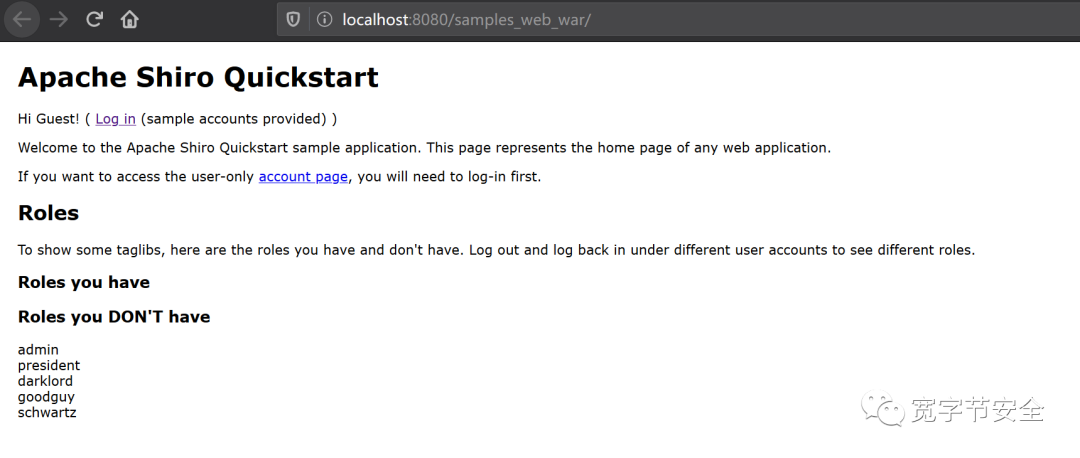 localhost:8080/samples_web_war/
Apache Shiro Quickstart
Hi Guest! ( Log in (sample accounts provided) )
Welcome to the Apache Shiro Quickstart sample application. This page represents the home page of any web application.
If you want to access the user-only account page, you will need to log-in first.
Roles
To show some taglibs, here are the roles you have and don't have. Log out and log back in under different user accounts to see different roles.
Roles you have
Roles you DON'T have
admin
president
darklord
goodguy
schwartz
宽字节安全